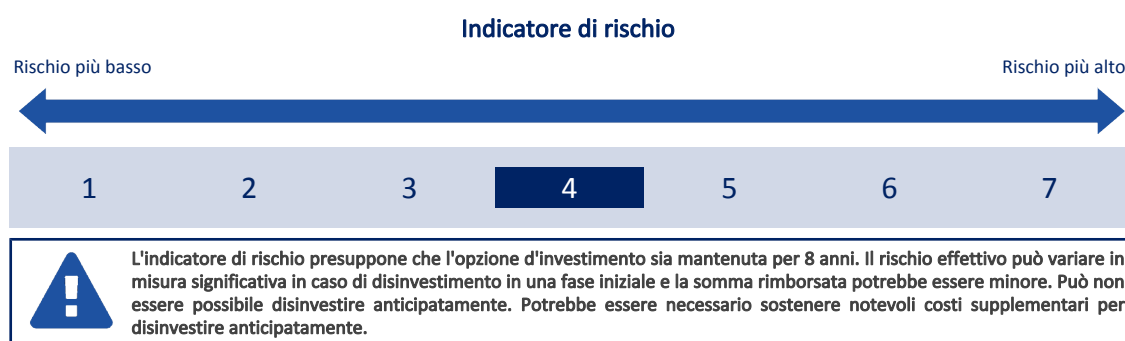 Indicatore di rischio
Rischio più basso
Rischio più alto
1 2 3 4 5 6 7
L'indicatore di rischio presuppone che l'opzione d'investimento sia mantenuta per 8 anni. Il rischio effettivo può variare in
misura significativa in caso di disinvestimento in una fase iniziale e la somma rimborsata potrebbe essere minore. Può non
essere possibile disinvestire anticipatamente. Potrebbe essere necessario sostenere notevoli costi supplementari per
disinvestire anticipatamente.